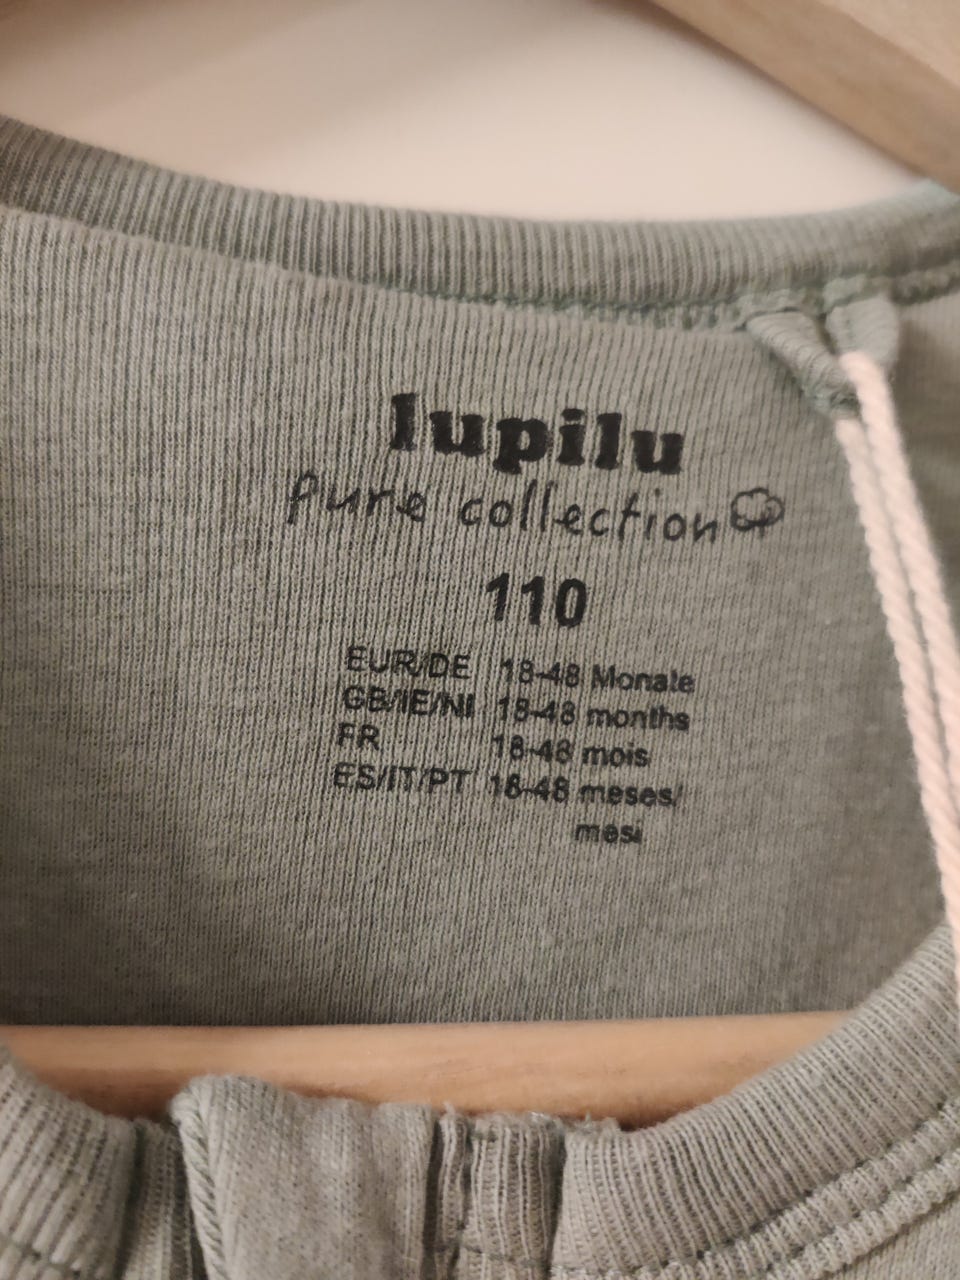 lupilu
pure collection
110
EUR/DE 18-48 Monate
GB/IE/NI 18-48 months
FR 18-48 mois
ES/IT/PT 18-48 meses/
mesi